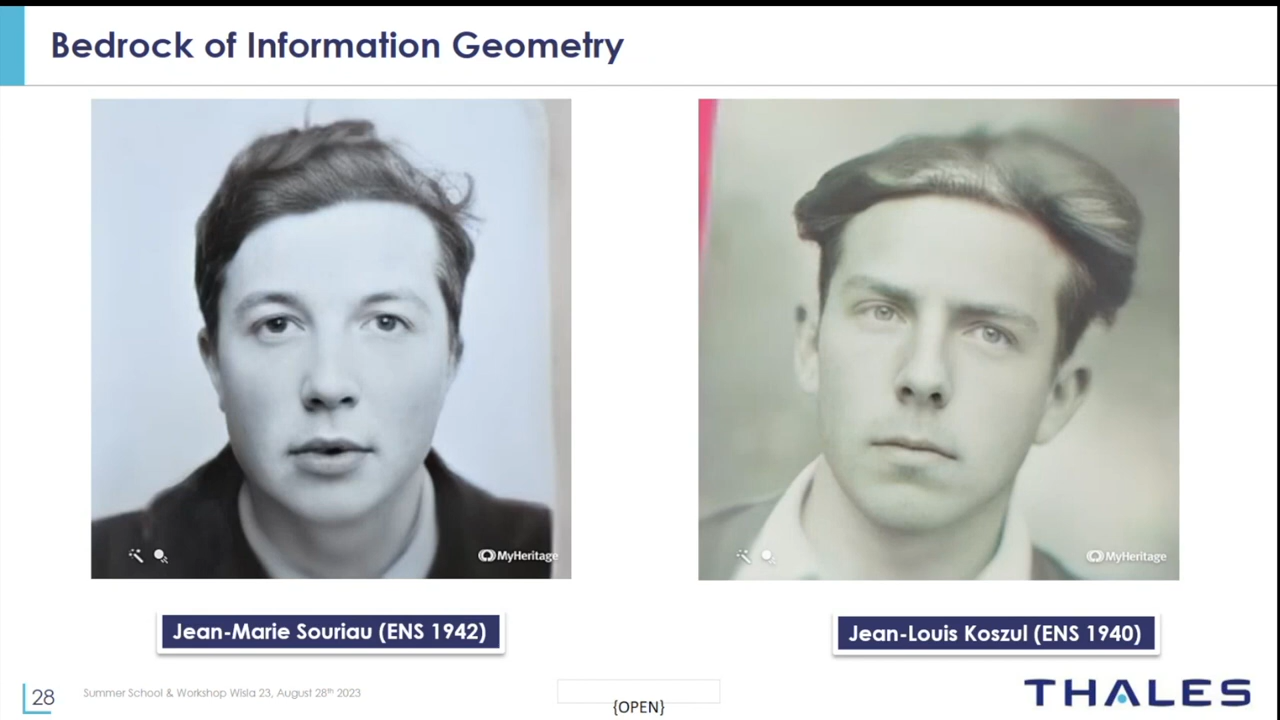 Bedrock of Information Geometry
MyHeritage
MyHeritage
Jean-Marie Souriau (ENS 1942)
Jean-Louis Koszul (ENS 1940)
28
Summer School & Workshop Wisla 23, August 28th 2023
{OPEN}
THALES